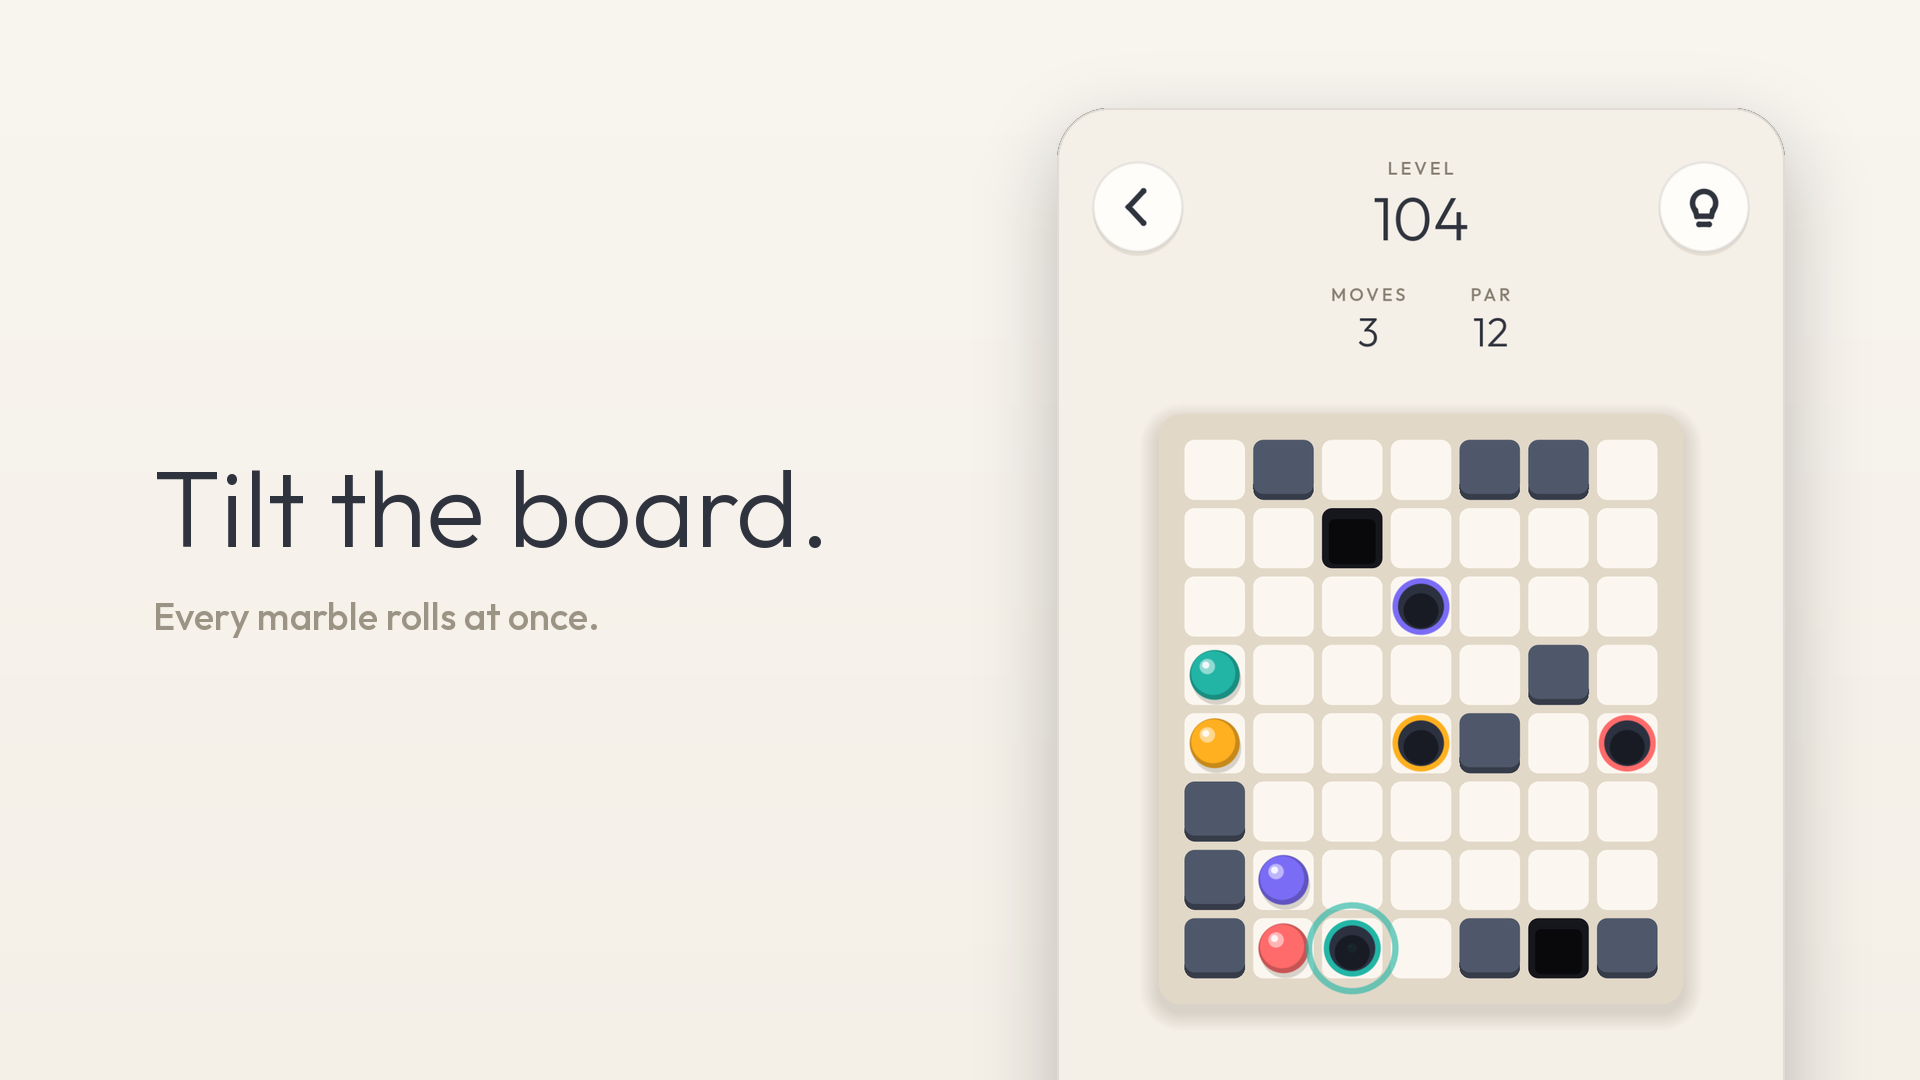 Tilt the board.
Every marble rolls at once.
LEVEL
104
MOVES PAR
3 12